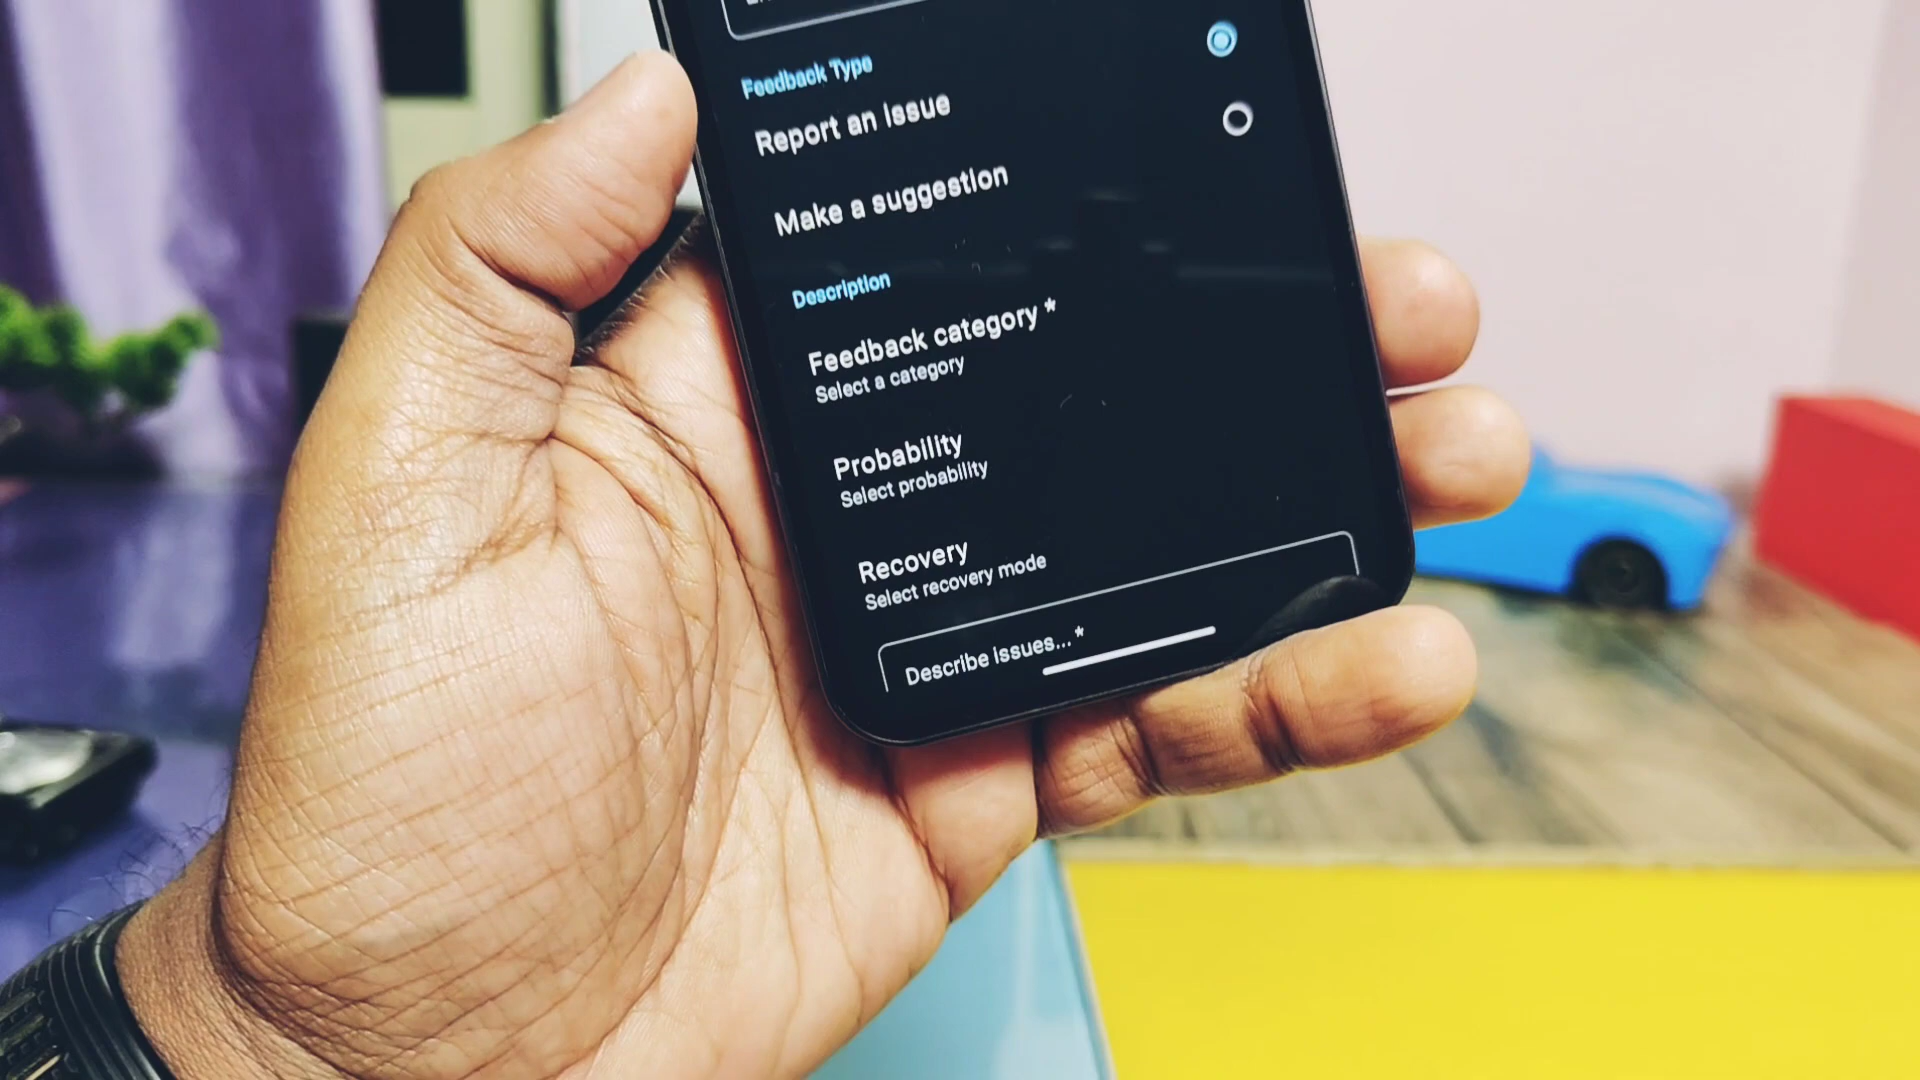 Feedback Type
Report an issue
Make a suggestion
Description
Feedback category *
Select a category
Probability
Select probability
Recovery
Select recovery mode
Describe issues... *